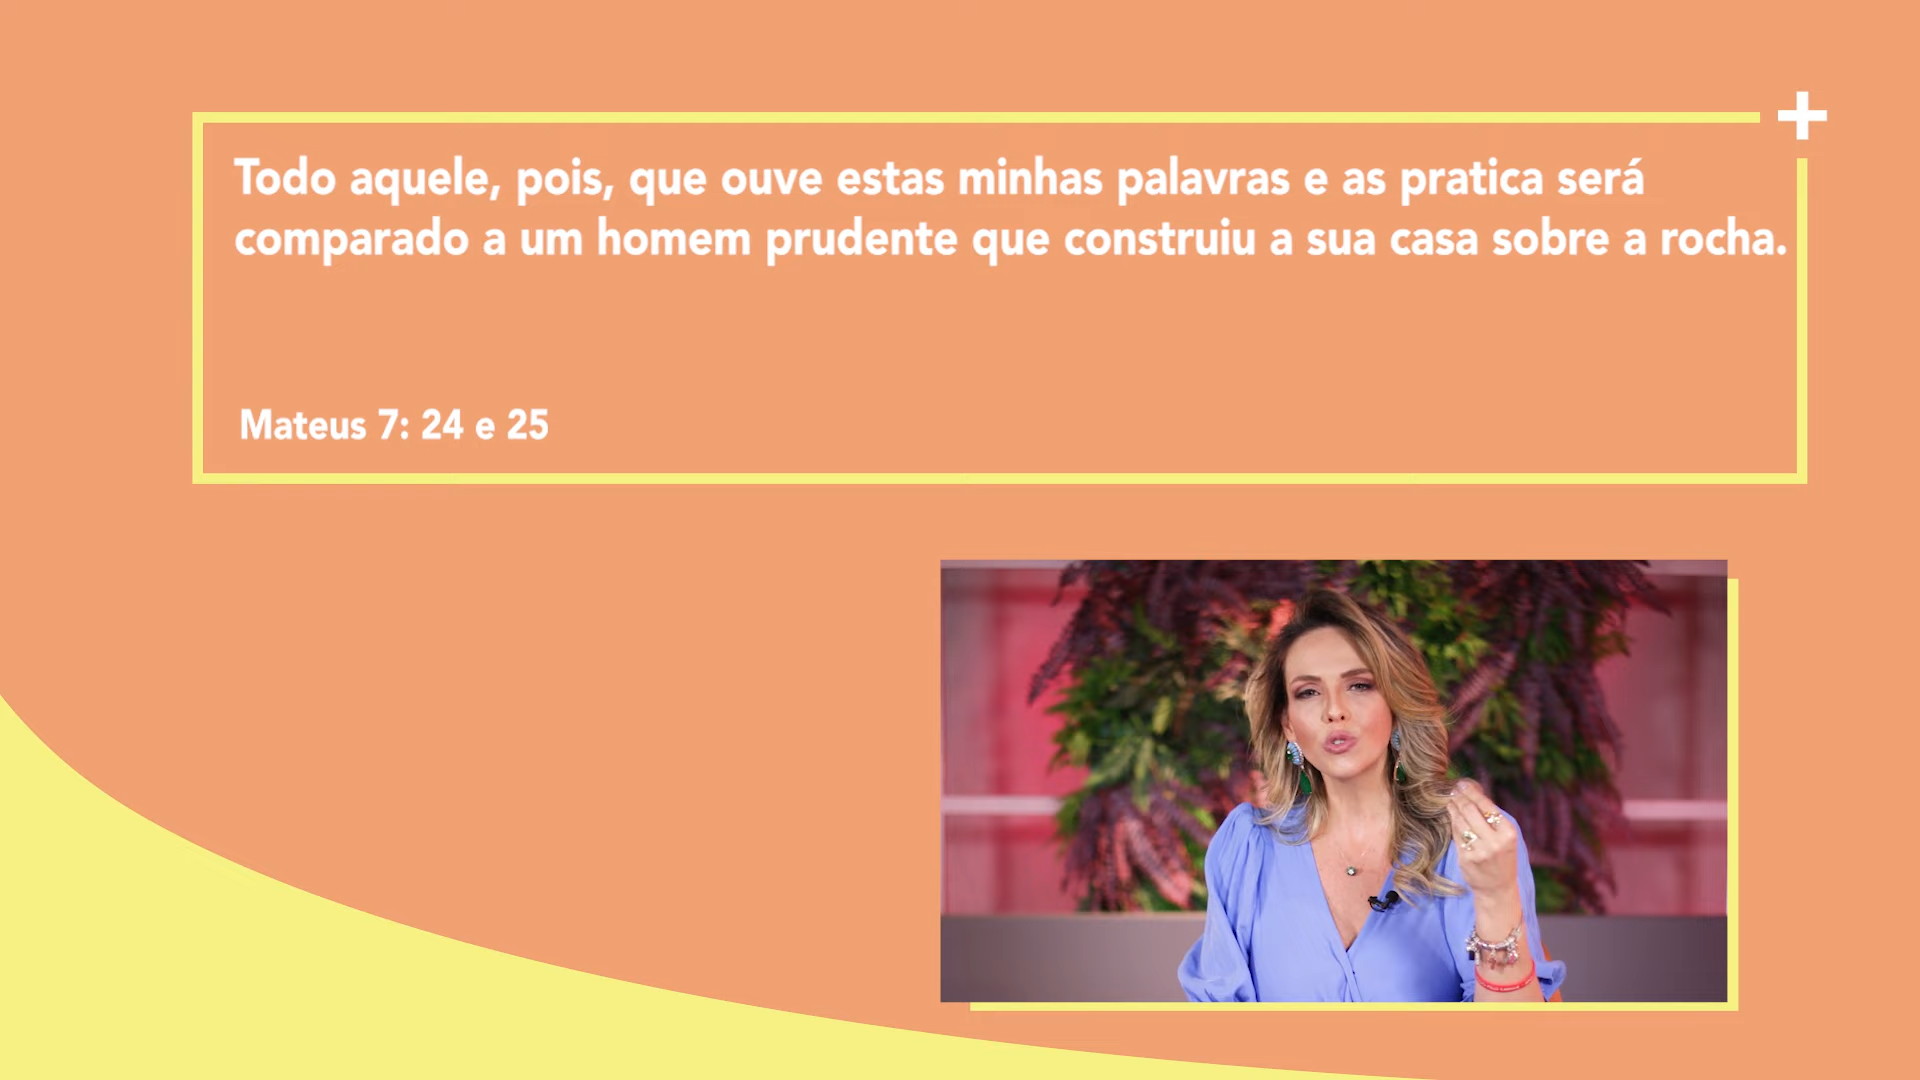 Todo aquele, pois, que ouve estas minhas palavras e as pratica será
comparado a um homem prudente que construiu a sua casa sobre a rocha.
Mateus 7: 24 e 25